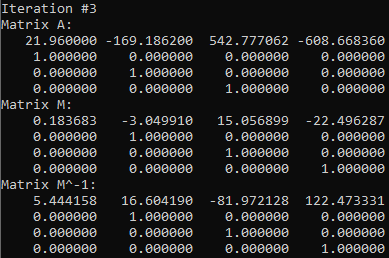 Iteration #3
Matrix A:
21.960000 -169.186200 542.777062 -608.668360
1.000000 0.000000 0.000000 0.000000
0.000000 1.000000 0.000000 0.000000
0.000000 0.000000 1.000000 0.000000
Matrix M:
0.183683 -3.049910 15.056899 -22.496287
0.000000 1.000000 0.000000 0.000000
0.000000 0.000000 1.000000 0.000000
0.000000 0.000000 0.000000 1.000000
Matrix M^-1:
5.444158 16.604190 -81.972128 122.473331
0.000000 1.000000 0.000000 0.000000
0.000000 0.000000 1.000000 0.000000
0.000000 0.000000 0.000000 1.000000